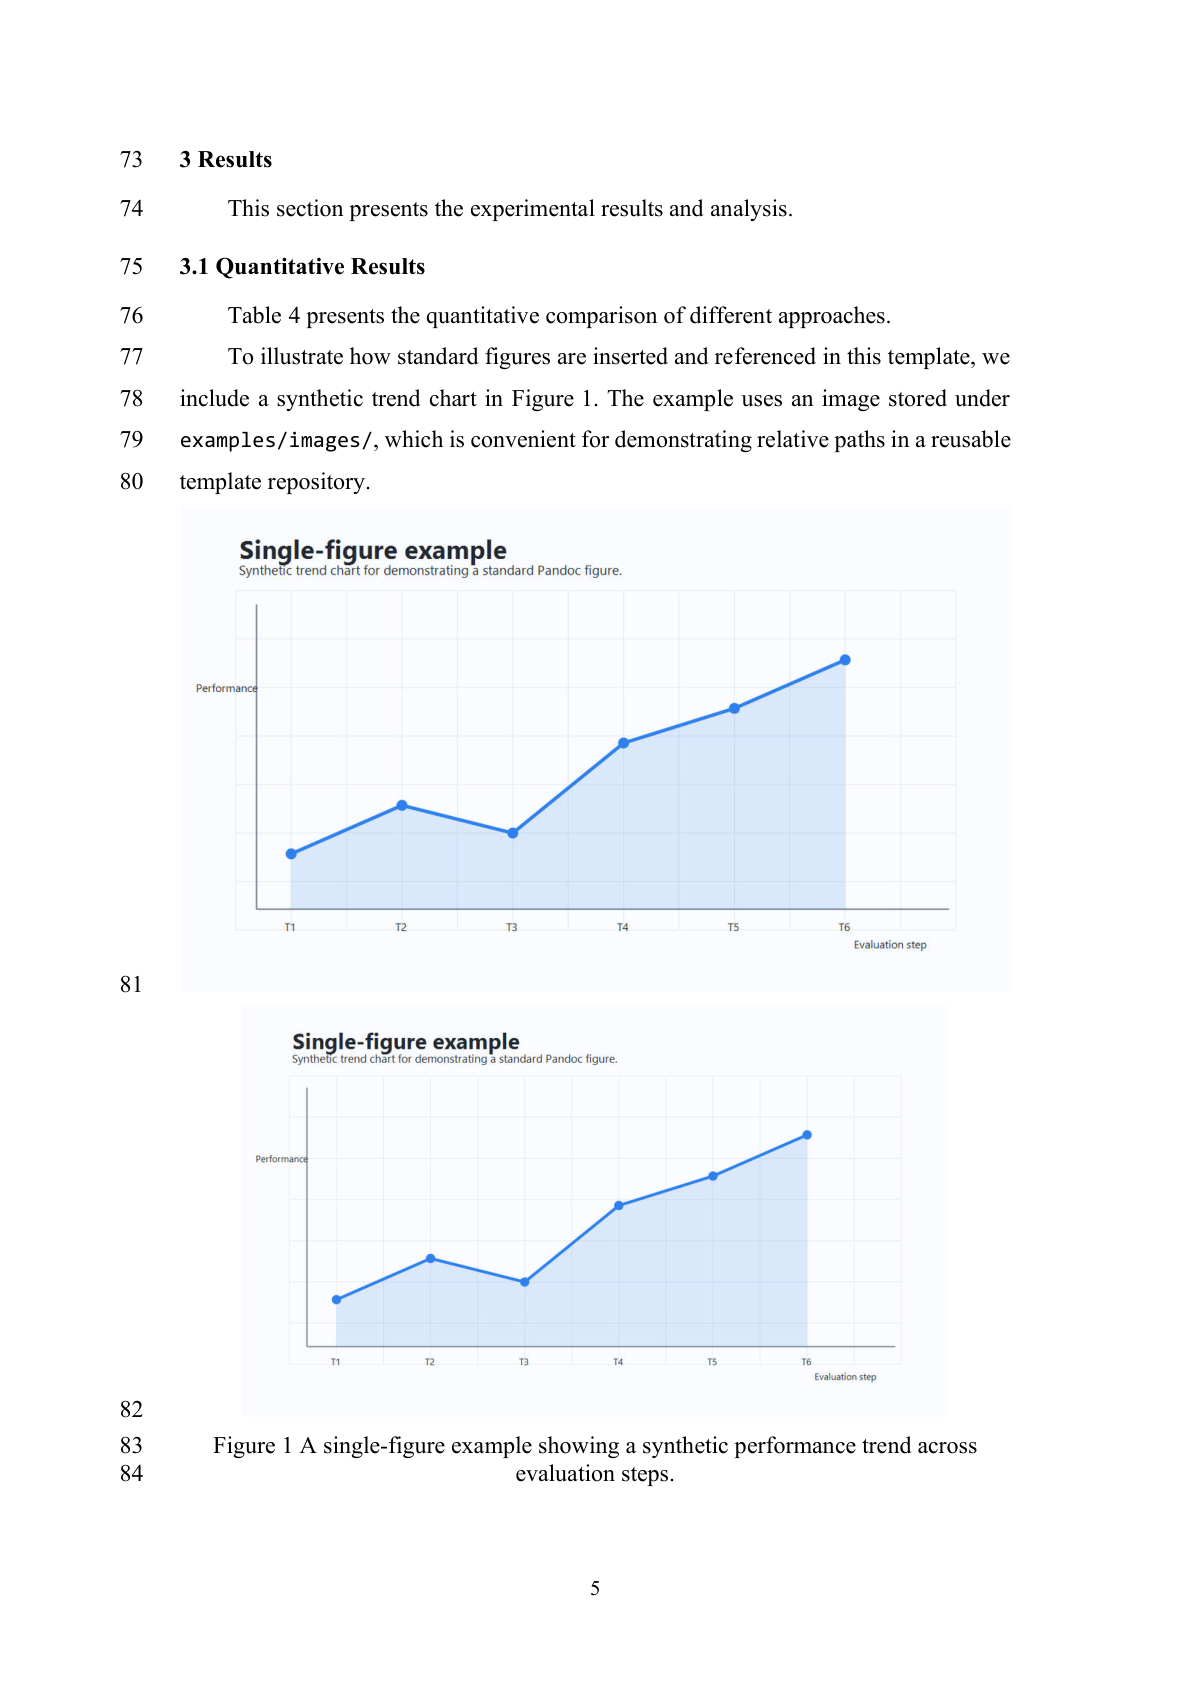 73 3 Results
74 This section presents the experimental results and analysis.
75 3.1 Quantitative Results
76 Table 4 presents the quantitative comparison of different approaches.
77 To illustrate how standard figures are inserted and referenced in this template, we
78 include a synthetic trend chart in Figure 1. The example uses an image stored under
79 examples/images/, which is convenient for demonstrating relative paths in a reusable
80 template repository.
Single-figure example
Synthetic trend chart for demonstrating a standard Pandoc figure.
Performance
T1 T2 T3 T4 T5 T6
Evaluation step
81
Single-figure example
Synthetic trend chart for demonstrating a standard Pandoc figure.
Performance
T1 T2 T3 T4 T5 T6
Evaluation step
82
83 Figure 1 A single-figure example showing a synthetic performance trend across
84 evaluation steps.
5